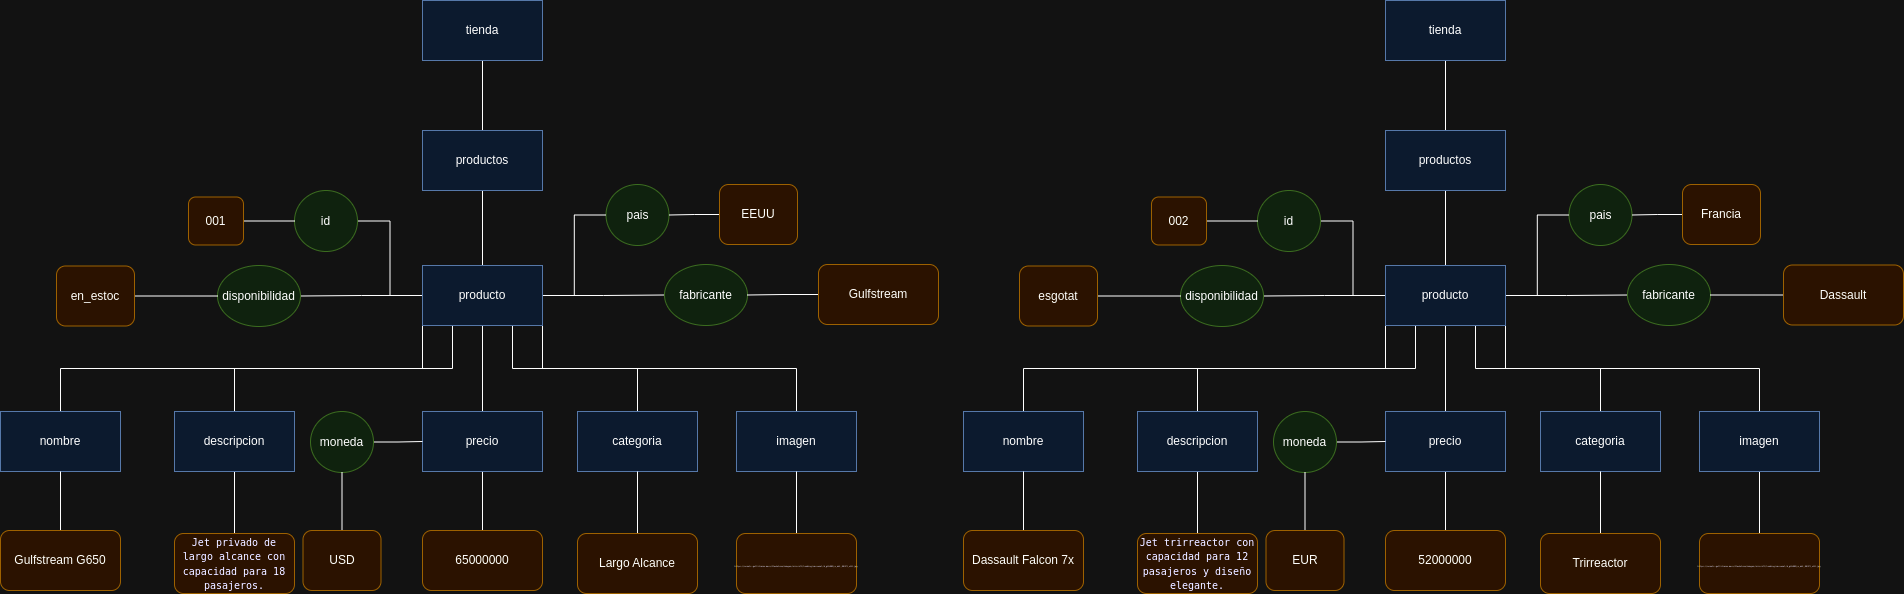 tienda
tienda
productos
productos
001
id
pais
EEUU
002
id
pais
Francia
en_estoc
disponibilidad
producto
fabricante
Gulfstream
esgotat
disponibilidad
producto
fabricante
Dassault
nombre
descripcion
moneda
precio
categoria
imagen
nombre
descripcion
moneda
precio
categoria
imagen
Gulfstream G650
Jet privado de
largo alcance con
capacidad para 18
pasajeros.
USD
65000000
Largo Alcance
Dassault Falcon 7x
Jet trirreactor con
capacidad para 12
pasajeros y diseño
elegante.
EUR
52000000
Trirreactor